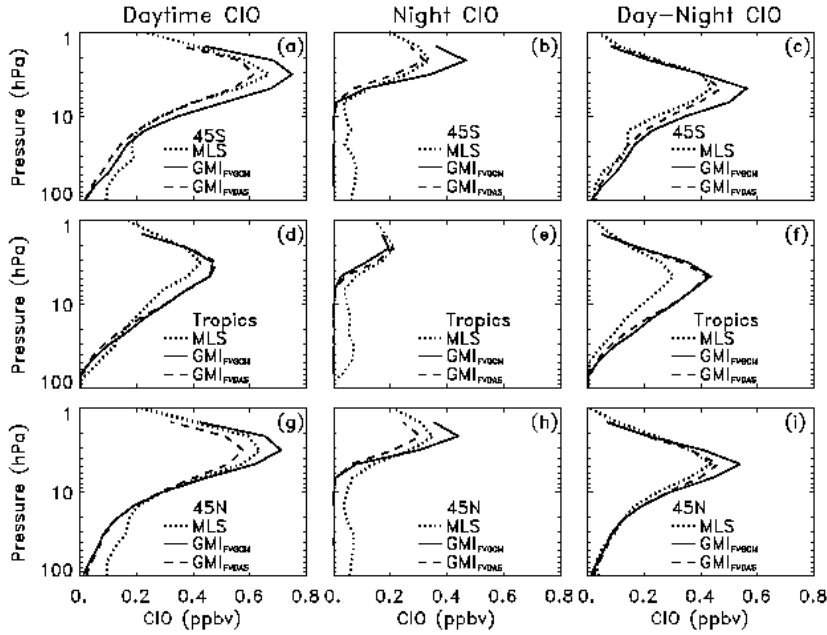 Daytime ClO
Night ClO
Day−Night ClO
Pressure (hPa)
1
10
100
(a)
45S
MLS
GMI FVGCM
GMI FVDAS
(b)
45S
MLS
GMI FVGCM
GMI FVDAS
(c)
45S
MLS
GMI FVGCM
GMI FVDAS
Pressure (hPa)
1
10
100
(d)
Tropics
MLS
GMI FVGCM
GMI FVDAS
(e)
Tropics
MLS
GMI FVGCM
GMI FVDAS
(f)
Tropics
MLS
GMI FVGCM
GMI FVDAS
Pressure (hPa)
1
10
100
(g)
45N
MLS
GMI FVGCM
GMI FVDAS
(h)
45N
MLS
GMI FVGCM
GMI FVDAS
(i)
45N
MLS
GMI FVGCM
GMI FVDAS
0. 0.2 0.4 0.6 0.8
0. 0.2 0.4 0.6 0.8
0. 0.2 0.4 0.6 0.8
ClO (ppbv)
ClO (ppbv)
ClO (ppbv)